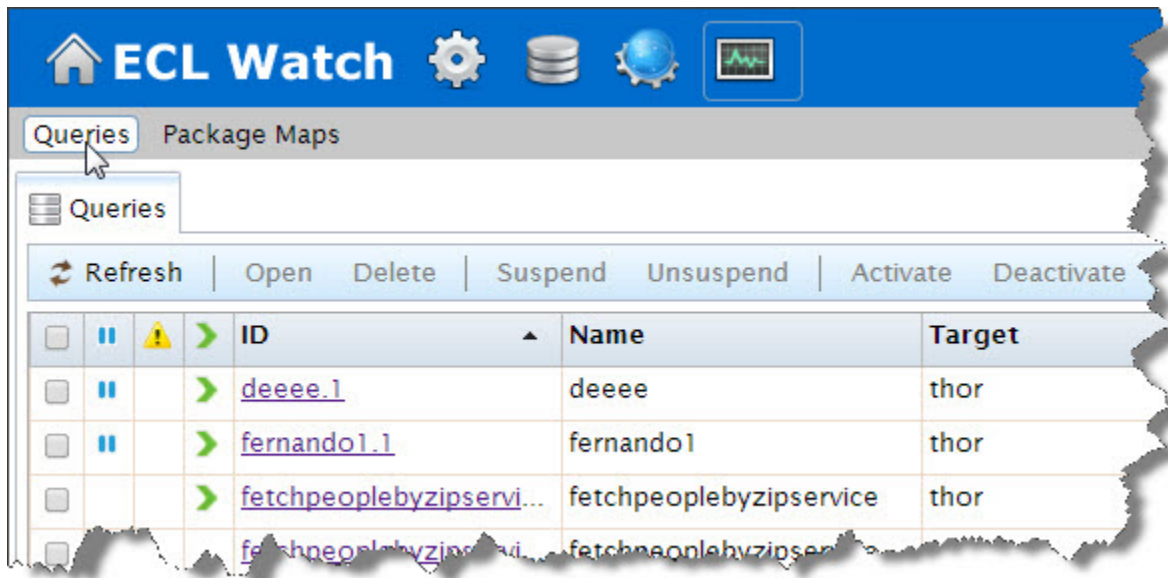 ECL Watch
Queries Package Maps
Queries
Refresh Open Delete Suspend Unsuspend Activate Deactivate
ID Name Target
deeee.1 deeee thor
fernando1.1 fernando1 thor
fetchpeoplebyzipservi... fetchpeoplebyzipservice thor